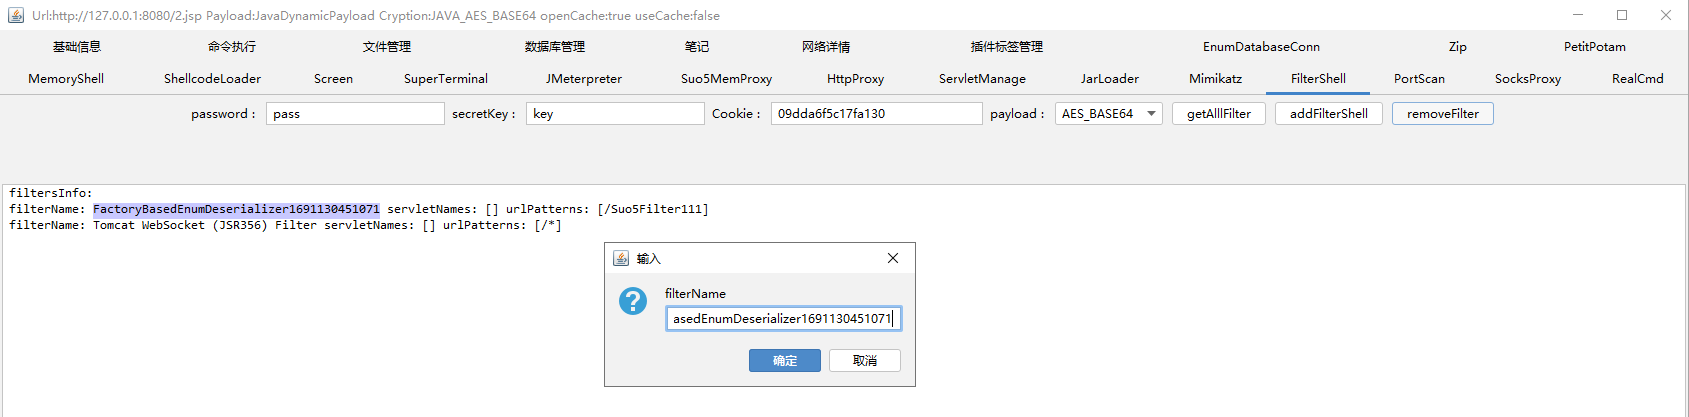 Url:http://127.0.0.1:8080/2.jsp Payload:JavaDynamicPayload Cryption:JAVA_AES_BASE64 openCache:true useCache:false
基础信息 命令执行 文件管理 数据库管理 笔记 网络详情 插件标签管理 EnumDatabaseConn Zip PetitPotam
MemoryShell ShellcodeLoader Screen SuperTerminal JMeterpreter Suo5MemProxy HttpProxy ServletManage JarLoader Mimikatz FilterShell PortScan SocksProxy RealCmd
password : pass secretKey : key Cookie : 09dda6f5c17fa130 payload : AES_BASE64 getAlllFilter addFilterShell removeFilter
filtersInfo:
filterName: FactoryBasedEnumDeserializer1691130451071 servletNames: [] urlPatterns: [/Suo5Filter111]
filterName: Tomcat WebSocket (JSR356) Filter servletNames: [] urlPatterns: [/*]
输入
filterName
asedEnumDeserializer1691130451071
确定 取消